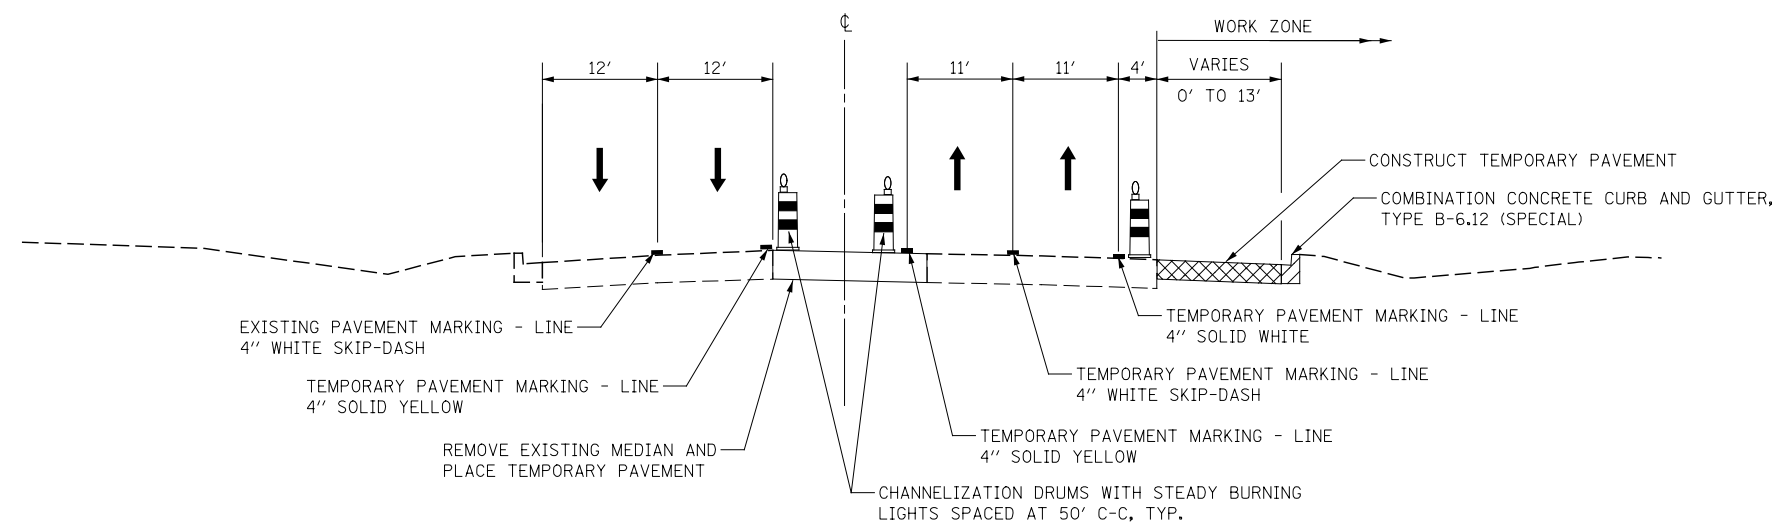 ℄
WORK ZONE
12′
12′
11′
11′
4′
VARIES
0′ TO 13′
CONSTRUCT TEMPORARY PAVEMENT
COMBINATION CONCRETE CURB AND GUTTER,
TYPE B-6.12 (SPECIAL)
EXISTING PAVEMENT MARKING - LINE
4″ WHITE SKIP-DASH
TEMPORARY PAVEMENT MARKING - LINE
4″ SOLID WHITE
TEMPORARY PAVEMENT MARKING - LINE
4″ SOLID YELLOW
TEMPORARY PAVEMENT MARKING - LINE
4″ WHITE SKIP-DASH
REMOVE EXISTING MEDIAN AND
PLACE TEMPORARY PAVEMENT
TEMPORARY PAVEMENT MARKING - LINE
4″ SOLID YELLOW
CHANNELIZATION DRUMS WITH STEADY BURNING
LIGHTS SPACED AT 50′ C-C, TYP.